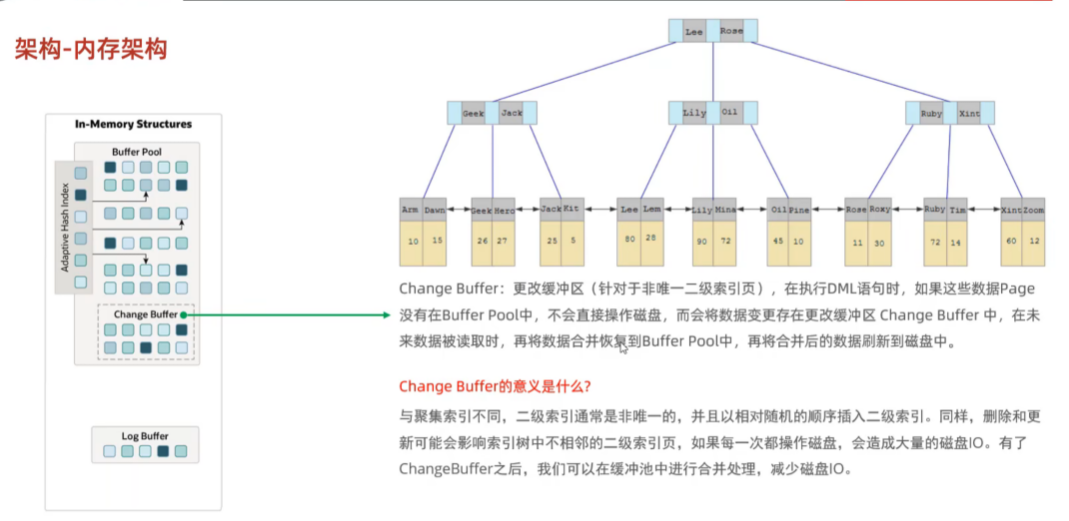 架构-内存架构
In-Memory Structures
Buffer Pool
Adaptive Hash Index
Change Buffer
Log Buffer
Lee Rose
Geek Jack
Lily Oil
Ruby Xint
Arm Dawn Geek Hero Jack Kit Lee Lem Lily Mina Oil Pine Rose Roxy Ruby Tim Xint Zoom
10 15 26 27 25 5 80 28 90 72 45 10 11 30 72 14 60 12
Change Buffer：更改缓冲区（针对于非唯一二级索引页），在执行DML语句时，如果这些数据Page
没有在Buffer Pool中，不会直接操作磁盘，而会将数据变更存在更改缓冲区 Change Buffer 中，在未
来数据被读取时，再将数据合并恢复到Buffer Pool中，再将合并后的数据刷新到磁盘中。
Change Buffer的意义是什么?
与聚集索引不同，二级索引通常是非唯一的，并且以相对随机的顺序插入二级索引。同样，删除和更
新可能会影响索引树中不相邻的二级索引页，如果每一次都操作磁盘，会造成大量的磁盘IO。有了
ChangeBuffer之后，我们可以在缓冲池中进行合并处理，减少磁盘IO。